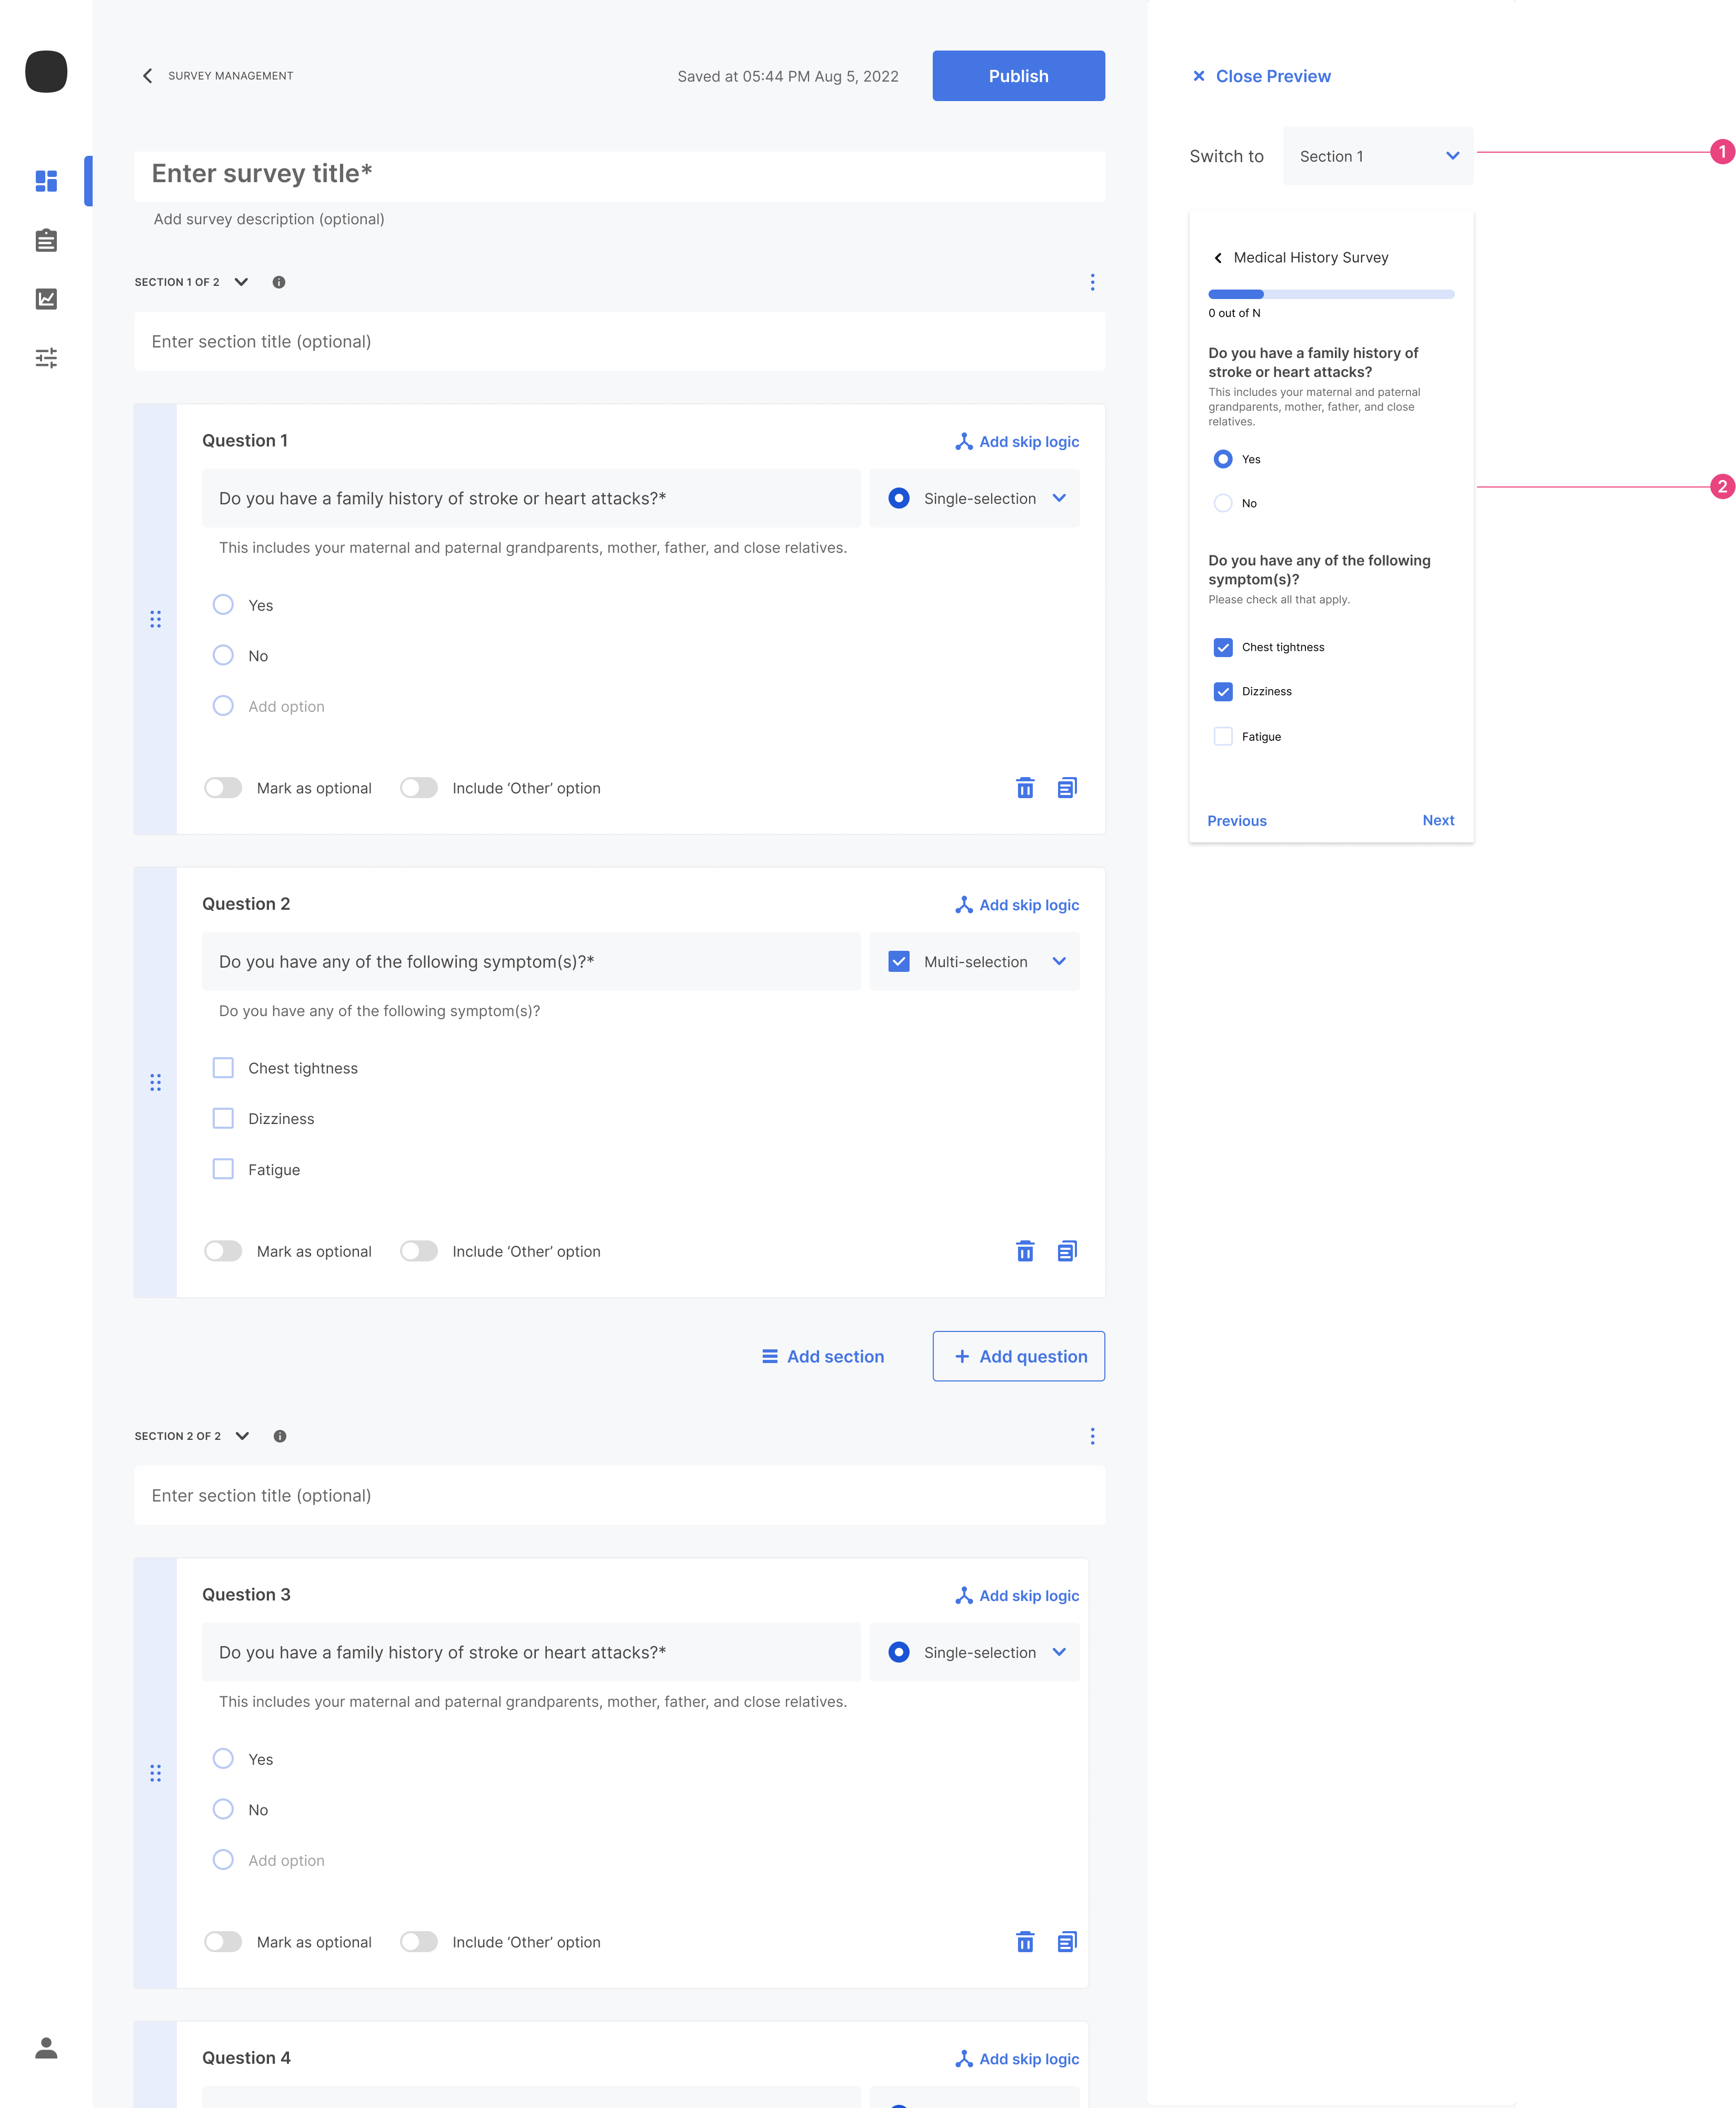 SURVEY MANAGEMENT
Saved at 05:44 PM Aug 5, 2022
Publish
Enter survey title*
Add survey description (optional)
SECTION 1 OF 2
Enter section title (optional)
Question 1
Add skip logic
Do you have a family history of stroke or heart attacks?*
Single-selection
This includes your maternal and paternal grandparents, mother, father, and close relatives.
Yes
No
Add option
Mark as optional
Include ‘Other’ option
Question 2
Add skip logic
Do you have any of the following symptom(s)?*
Multi-selection
Do you have any of the following symptom(s)?
Chest tightness
Dizziness
Fatigue
Mark as optional
Include ‘Other’ option
Add section
Add question
SECTION 2 OF 2
Enter section title (optional)
Question 3
Add skip logic
Do you have a family history of stroke or heart attacks?*
Single-selection
This includes your maternal and paternal grandparents, mother, father, and close relatives.
Yes
No
Add option
Mark as optional
Include ‘Other’ option
Question 4
Add skip logic
Close Preview
Switch to
Section 1
1
Medical History Survey
0 out of N
Do you have a family history of
stroke or heart attacks?
This includes your maternal and paternal
grandparents, mother, father, and close
relatives.
Yes
2
No
Do you have any of the following
symptom(s)?
Please check all that apply.
Chest tightness
Dizziness
Fatigue
Previous
Next